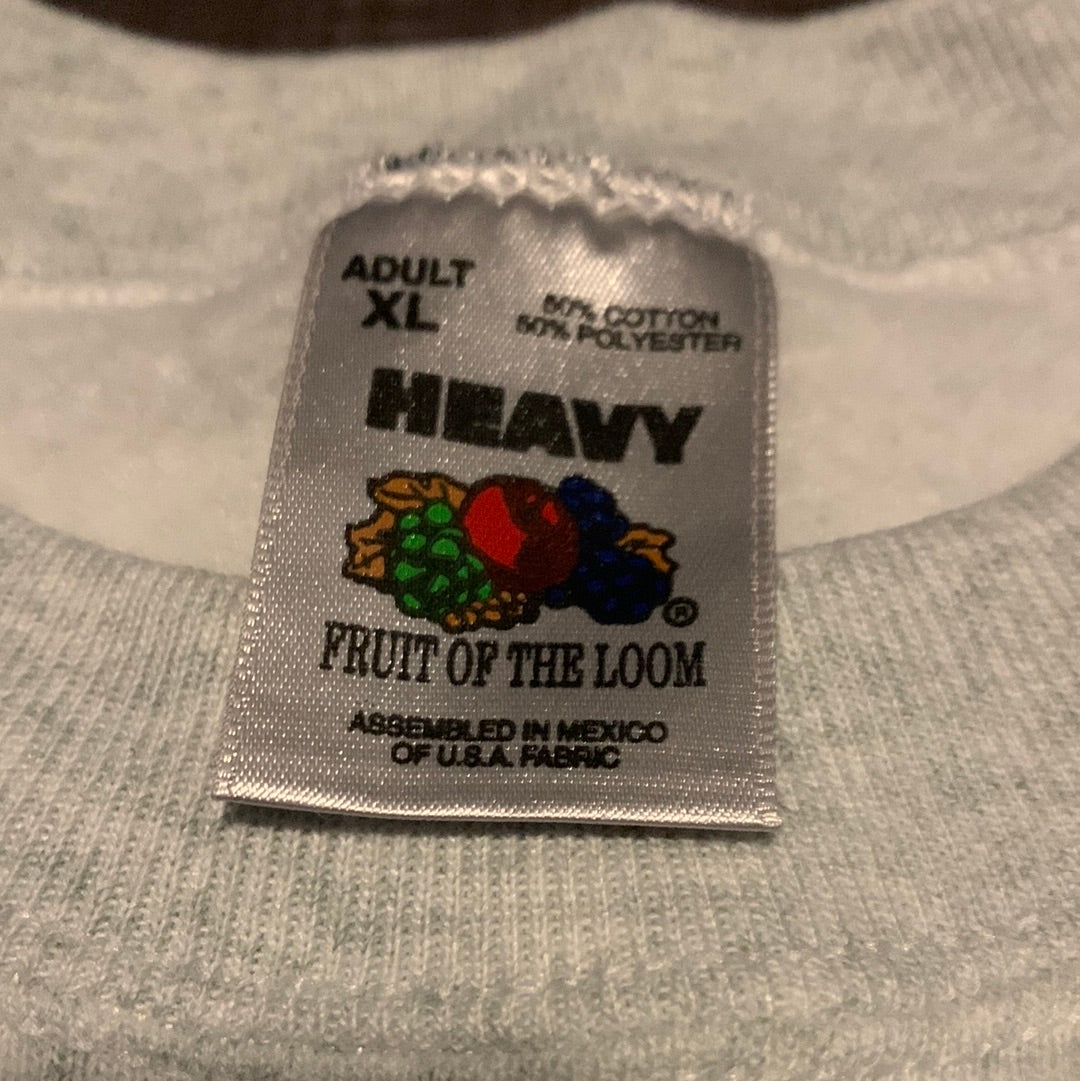 ADULT
XL
50% COTTON
50% POLYESTER
HEAVY
®
FRUIT OF THE LOOM
ASSEMBLED IN MEXICO
OF U.S.A. FABRIC